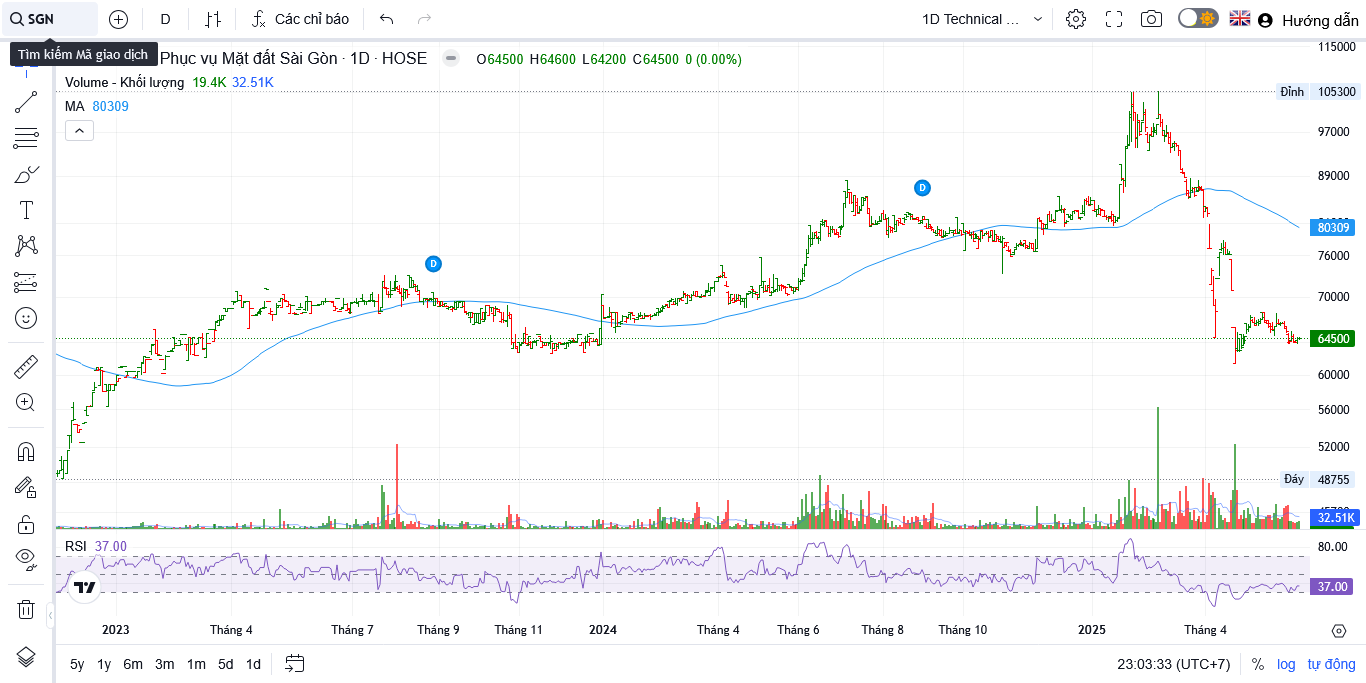 SGN D Các chỉ báo 1D Technical ... Hướng dẫn
Tìm kiếm Mã giao dịch Phục vụ Mặt đất Sài Gòn · 1D · HOSE O64500 H64600 L64200 C64500 0 (0.00%)
Volume - Khối lượng 19.4K 32.51K
MA 80309
115000
Đỉnh 105300
97000
89000
80309
76000
70000
64500
60000
56000
52000
Đáy 48755
32.51K
D
D
RSI 37.00
80.00
37.00
2023 Tháng 4 Tháng 7 Tháng 9 Tháng 11 2024 Tháng 4 Tháng 6 Tháng 8 Tháng 10 2025 Tháng 4
5y 1y 6m 3m 1m 5d 1d 23:03:33 (UTC+7) % log tự động